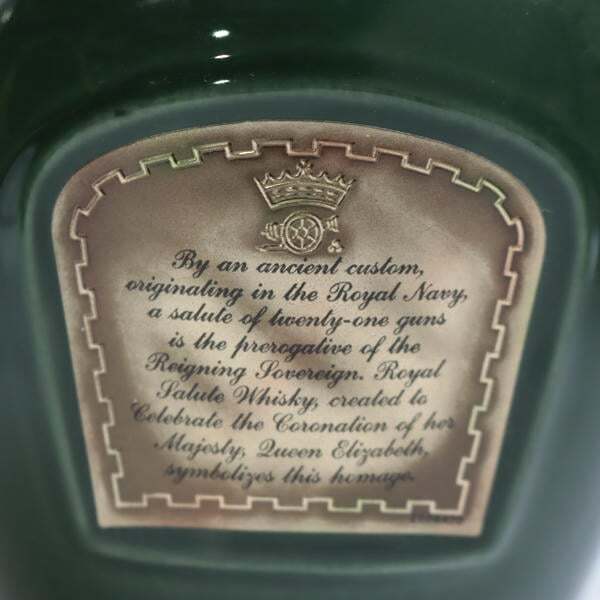 By an ancient custom,
originating in the Royal Navy,
a salute of twenty-one guns
is the prerogative of the
Reigning Sovereign. Royal
Salute Whisky, created to
Celebrate the Coronation of her
Majesty, Queen Elizabeth,
symbolizes this homage.